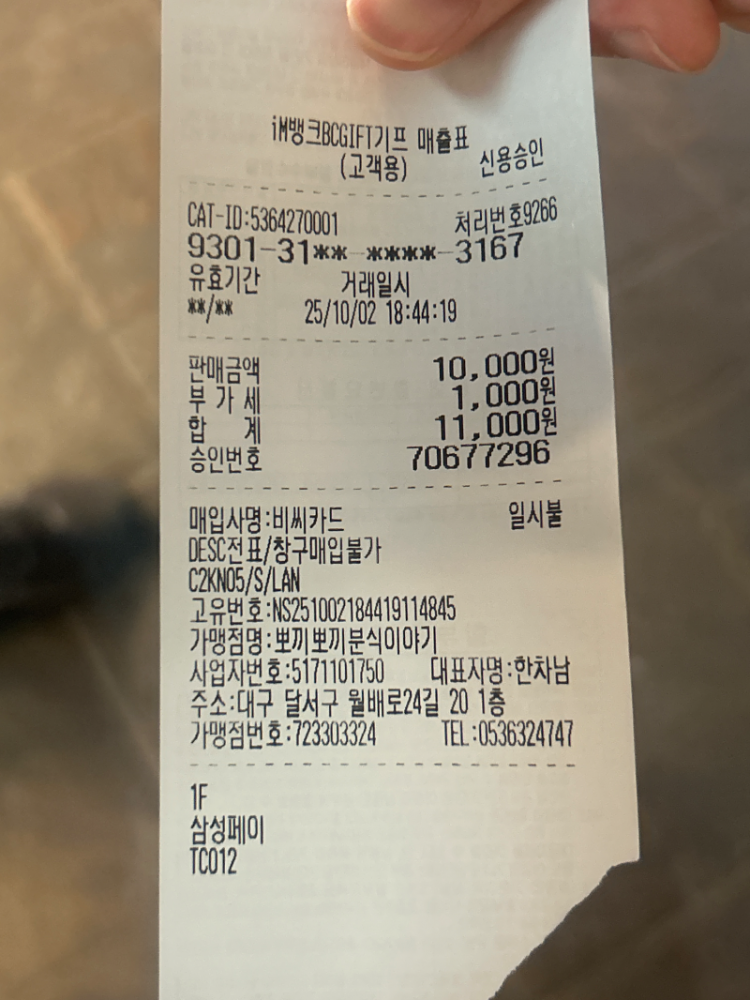 iM뱅크BCGIFT기프 매출표
(고객용) 신용승인
CAT-ID:5364270001 처리번호9266
9301-31**-****-3167
유효기간 거래일시
**/** 25/10/02 18:44:19
판매금액 10,000원
부 가 세 1,000원
합 계 11,000원
승인번호 70677296
매입사명:비씨카드 일시불
DESC전표/창구매입불가
C2KN05/S/LAN
고유번호:NS251002184419114845
가맹점명:뽀끼뽀끼분식이야기
사업자번호:5171101750 대표자명:한차남
주소:대구 달서구 월배로24길 20 1층
가맹점번호:723303324 TEL:0536324747
1F
삼성페이
TC012